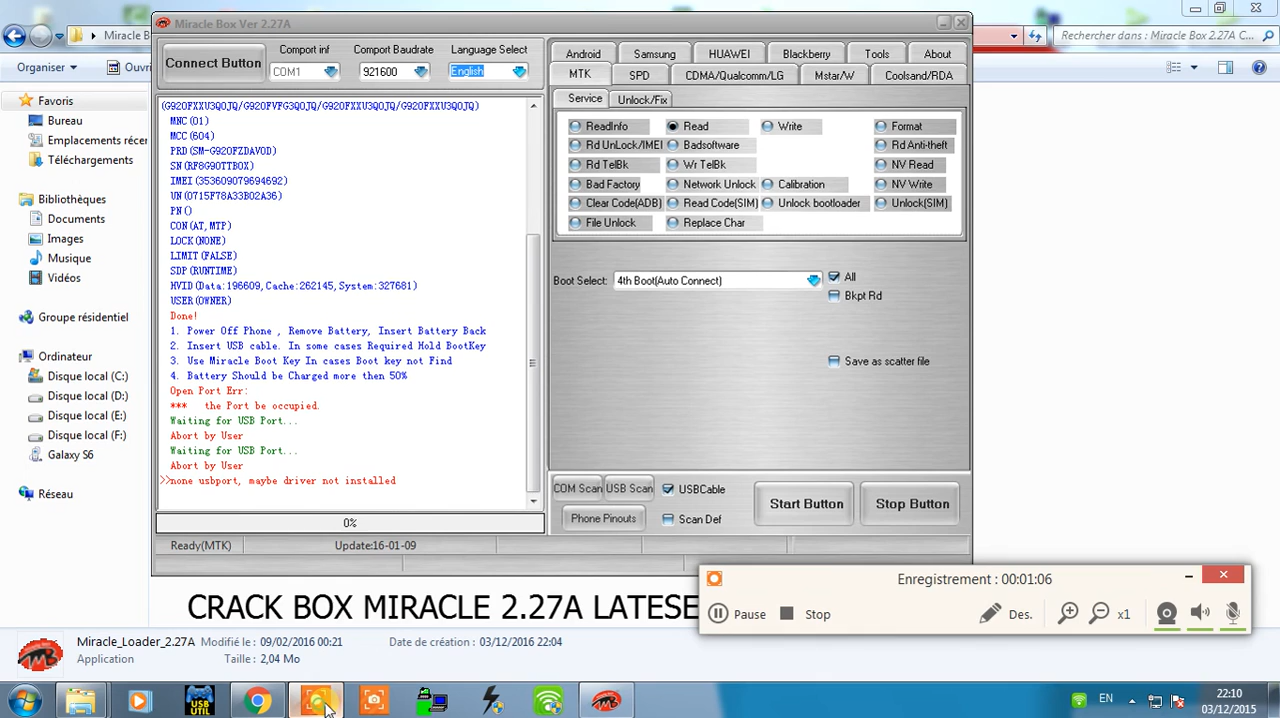 Miracle Box Ver 2.27A
Miracle B
Rechercher dans : Miracle Box 2.27A C...
Organiser
Ouvri
Favoris
Bureau
Emplacements récen
Téléchargements
Bibliothèques
Documents
Images
Musique
Vidéos
Groupe résidentiel
Ordinateur
Disque local (C:)
Disque local (D:)
Disque local (E:)
Disque local (F:)
Galaxy S6
Réseau
Connect Button
Comport inf
Comport Baudrate
Language Select
COM1
921600
English
(G920FXXU3QOJQ/G920FVFG3QOJQ/G920FXXU3QOJQ/G920FXXU3QOJQ)
MNC(01)
MCC(604)
PRD(SM-G920FZDAVOD)
SN(RF8G90TTBOX)
IMEI(353609079694692)
UN(0715F78A33B02A36)
PN()
CON(AT,MTP)
LOCK(NONE)
LIMIT(FALSE)
SDP(RUNTIME)
HVID(Data:196609,Cache:262145,System:327681)
USER(OWNER)
Done!
1. Power Off Phone , Remove Battery, Insert Battery Back
2. Insert USB cable. In some cases Required Hold BootKey
3. Use Miracle Boot Key In cases Boot key not Find
4. Battery Should be Charged more then 50%
Open Port Err:
*** the Port be occupied.
Waiting for USB Port...
Abort by User
Waiting for USB Port...
Abort by User
>>none usbport, maybe driver not installed
0%
Ready(MTK)
Update:16-01-09
Android
Samsung
HUAWEI
Blackberry
Tools
About
MTK
SPD
CDMA/Qualcomm/LG
Mstar/W
Coolsand/RDA
Service
Unlock/Fix
ReadInfo
Read
Write
Format
Rd UnLock/IMEI
Badsoftware
Rd Anti-theft
Rd TelBk
Wr TelBk
NV Read
Bad Factory
Network Unlock
Calibration
NV Write
Clear Code(ADB)
Read Code(SIM)
Unlock bootloader
Unlock(SIM)
File Unlock
Replace Char
Boot Select:
4th Boot(Auto Connect)
All
Bkpt Rd
Save as scatter file
COM Scan
USB Scan
USBCable
Start Button
Stop Button
Phone Pinouts
Scan Def
Enregistrement : 00:01:06
Pause
Stop
Des.
x1
CRACK BOX MIRACLE 2.27A LATESE
Miracle_Loader_2.27A
Modifié le : 09/02/2016 00:21
Date de création : 03/12/2016 22:04
Application
Taille : 2,04 Mo
USB
UTIL
EN
22:10
03/12/2015